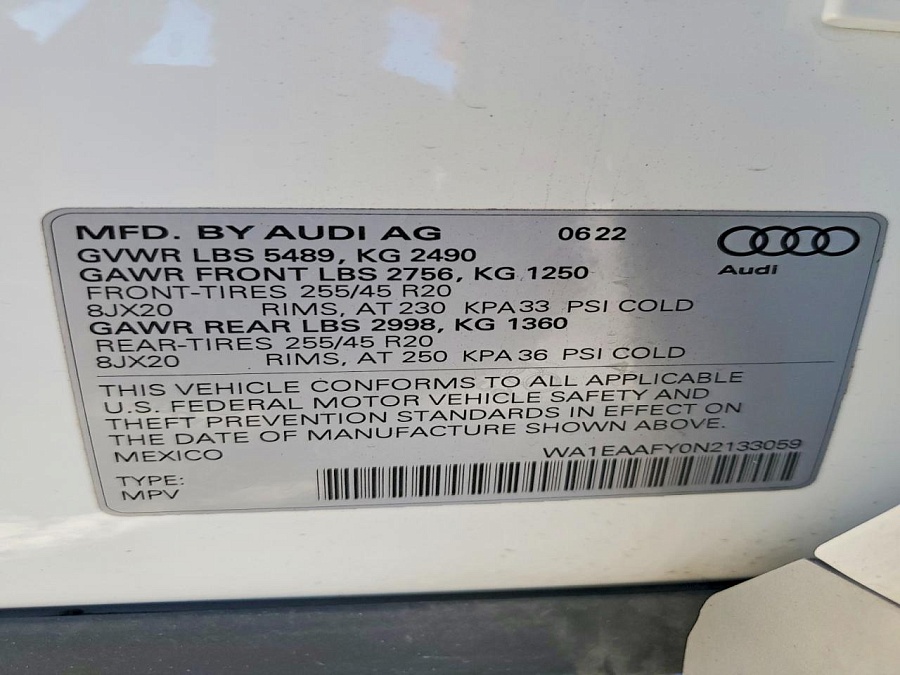 MFD. BY AUDI AG 0622
Audi
GVWR LBS 5489, KG 2490
GAWR FRONT LBS 2756, KG 1250
FRONT-TIRES 255/45 R20
8JX20 RIMS, AT 230 KPA 33 PSI COLD
GAWR REAR LBS 2998, KG 1360
REAR-TIRES 255/45 R20
8JX20 RIMS, AT 250 KPA 36 PSI COLD
THIS VEHICLE CONFORMS TO ALL APPLICABLE
U.S. FEDERAL MOTOR VEHICLE SAFETY AND
THEFT PREVENTION STANDARDS IN EFFECT ON
THE DATE OF MANUFACTURE SHOWN ABOVE.
MEXICO WA1EAAFY0N2133059
TYPE:
MPV